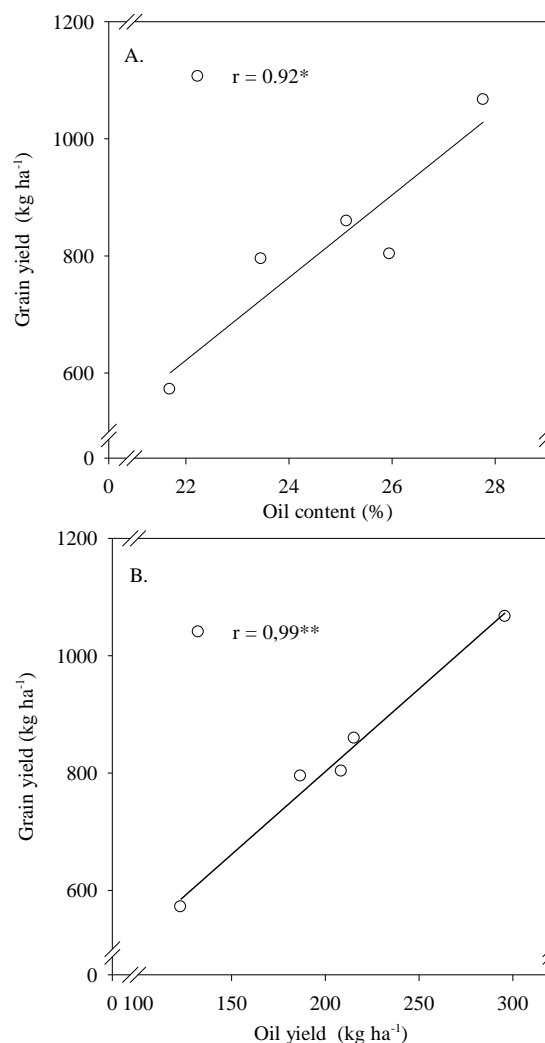 1200
A.
r = 0.92*
1000
Grain yield (kg ha-1)
800
600
0
0 22 24 26 28
Oil content (%)
1200
B.
r = 0,99**
1000
Grain yield (kg ha-1)
800
600
0
0 100 150 200 250 300
Oil yield (kg ha-1)